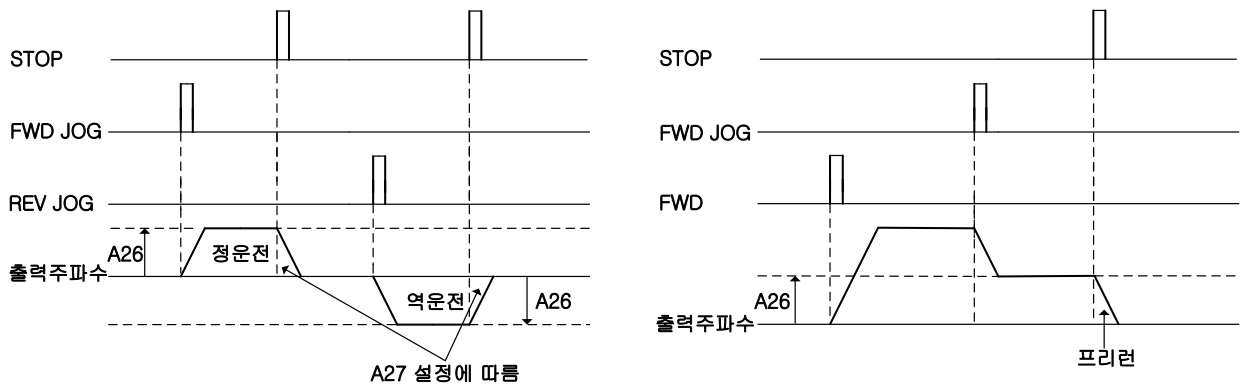 STOP
FWD JOG
REV JOG
A26
정운전
출력주파수
역운전
A26
A27 설정에 따름
STOP
FWD JOG
FWD
A26
출력주파수
프리런